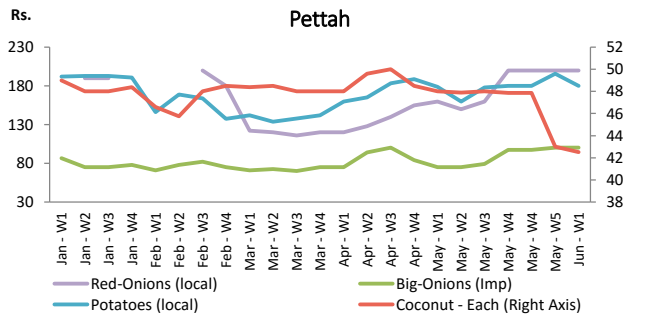 Pettah
Rs.
230
180
130
80
30
52
50
48
46
44
42
40
38
Jan - W1
Jan - W2
Jan - W3
Jan - W4
Feb - W1
Feb - W2
Feb - W3
Feb - W4
Mar - W1
Mar - W2
Mar - W3
Mar - W4
Apr - W1
Apr - W2
Apr - W3
Apr - W4
May - W1
May - W2
May - W3
May - W4
May - W4
May - W5
Jun - W1
Red-Onions (local)
Big-Onions (Imp)
Potatoes (local)
Coconut - Each (Right Axis)